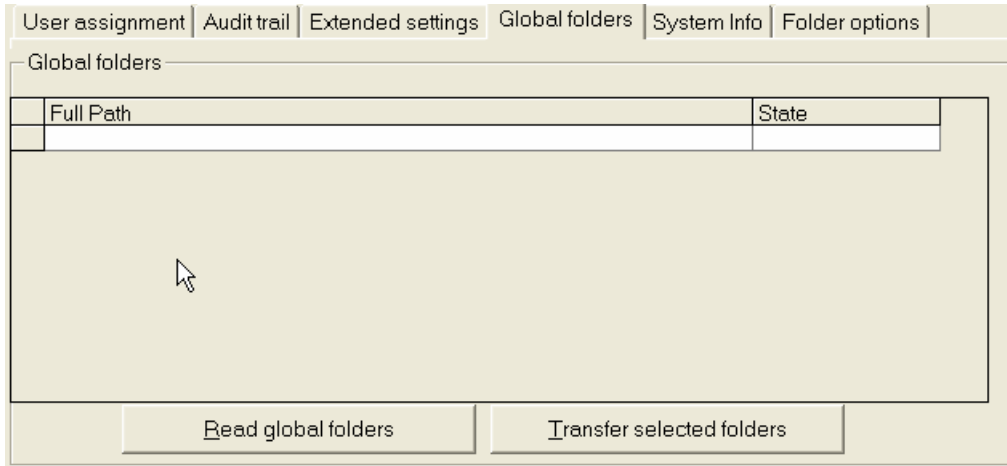 User assignment Audit trail Extended settings Global folders System Info Folder options
Global folders
Full Path State
Read global folders Transfer selected folders